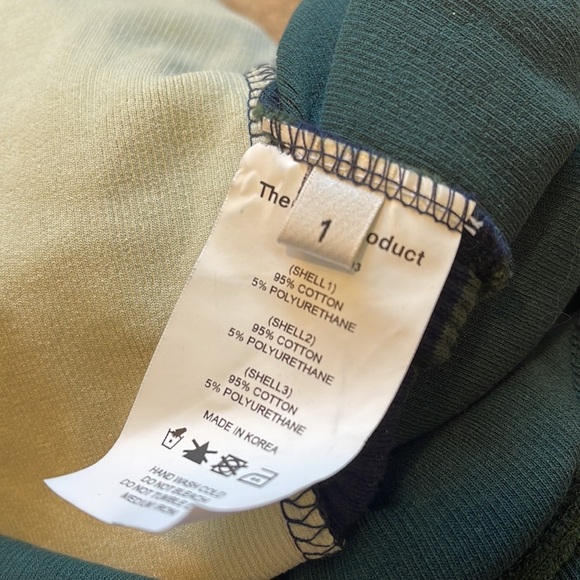 The
1
oduct
3
(SHELL1)
95% COTTON
5% POLYURETHANE
(SHELL2)
95% COTTON
5% POLYURETHANE
(SHELL3)
95% COTTON
5% POLYURETHANE
MADE IN KOREA
HAND WASH COLD
DO NOT BLEACH
DO NOT TUMBLE
MEDIUM IRON